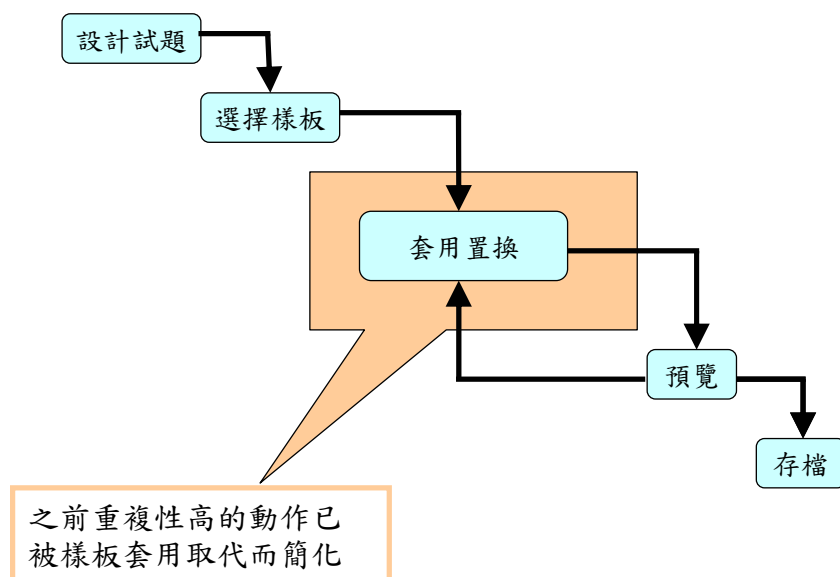 設計試題
選擇樣板
套用置換
預覽
存檔
之前重複性高的動作已
被樣板套用取代而簡化